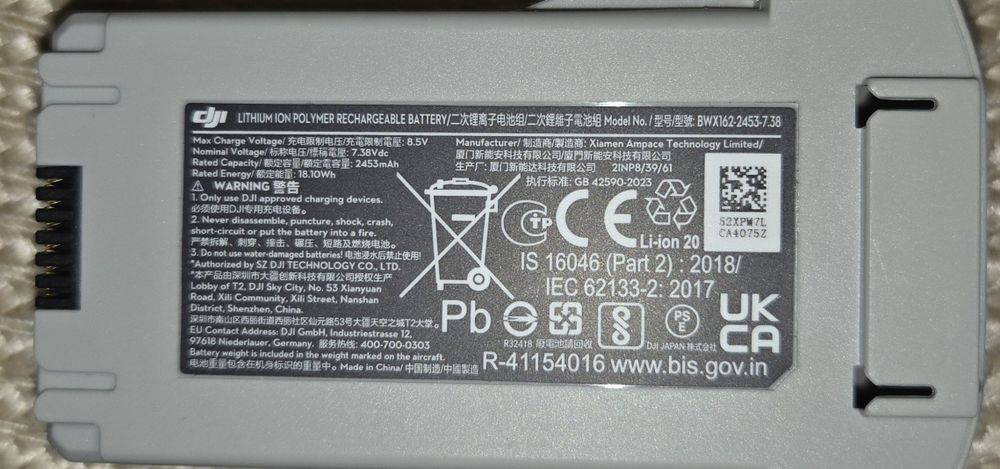 dji LITHIUM ION POLYMER RECHARGEABLE BATTERY/二次锂离子电池组/二次鋰離子電池組 Model No./型号/型號: BWX162-2453-7.38
Max Charge Voltage/充电限制电压/充電限制電壓: 8.5V
Nominal Voltage/标称电压/標稱電壓: 7.38Vdc
Rated Capacity/额定容量/額定容量: 2453mAh
Rated Energy/额定能量/額定能量: 18.10Wh
Manufacturer/制造商/製造商: Xiamen Ampace Technology Limited/
厦门新能安科技有限公司/廈門新能安科技有限公司
生产厂: 厦门新能达科技有限公司 2INP8/39/61
执行标准: GB 42590-2023
WARNING 警告
1. Only use DJI approved charging devices.
必须使用DJI专用充电设备。
2. Never disassemble, puncture, shock, crash,
short-circuit or put the battery into a fire.
严禁拆解、刺穿、撞击、碾压、短路及燃烧电池。
3. Do not use water-damaged batteries! 电池浸水后禁止使用!
*Authorized by SZ DJI TECHNOLOGY CO., LTD.
*本产品由深圳市大疆创新科技有限公司授权生产
Lobby of T2, DJI Sky City, No. 53 Xianyuan
Road, Xili Community, Xili Street, Nanshan
District, Shenzhen, China.
深圳市南山区西丽街道西丽社区仙元路53号大疆天空之城T2大堂。
EU Contact Address: DJI GmbH, Industriestrasse 12,
97618 Niederlauer, Germany. 服务热线: 400-700-0303
Battery weight is included in the weight marked on the aircraft.
电池重量包含在机身标识的重量中。 Made in China/中国制造/中國製造
TP
CE
Li-ion 20
52XPW7L
CA4075Z
IS 16046 (Part 2) : 2018/
IEC 62133-2: 2017
Pb
R32418 廢電池請回收
PS
E
DJI JAPAN 株式会社
UK
CA
R-41154016 www.bis.gov.in